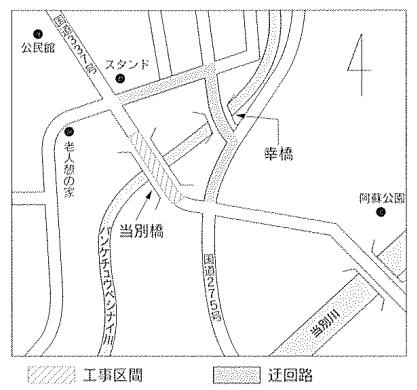 国道337号
公民館
スタンド
老人憩の家
幸橋
阿蘇公園
当別橋
パンケチュウベシナイ川
国道275号
当別川
工事区間
迂回路